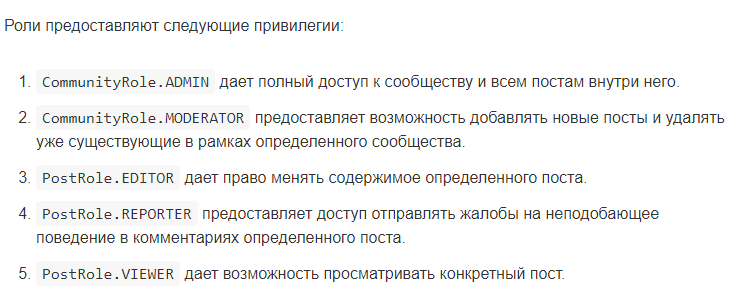 Роли предоставляют следующие привилегии:
1. CommunityRole.ADMIN дает полный доступ к сообществу и всем постам внутри него.
2. CommunityRole.MODERATOR предоставляет возможность добавлять новые посты и удалять
уже существующие в рамках определенного сообщества.
3. PostRole.EDITOR дает право менять содержимое определенного поста.
4. PostRole.REPORTER предоставляет доступ отправлять жалобы на неподобающее
поведение в комментариях определенного поста.
5. PostRole.VIEWER дает возможность просматривать конкретный пост.